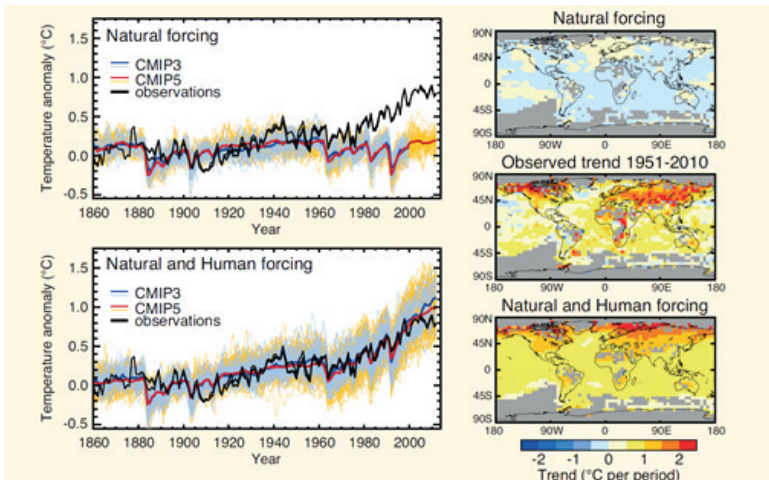 Natural forcing
CMIP3
CMIP5
observations
Temperature anomaly (°C)
1.5
1.0
0.5
0.0
-0.5
1860 1880 1900 1920 1940 1960 1980 2000
Year
Natural and Human forcing
CMIP3
CMIP5
observations
Temperature anomaly (°C)
1.5
1.0
0.5
0.0
-0.5
1860 1880 1900 1920 1940 1960 1980 2000
Year
Natural forcing
90N
45N
0
45S
90S
180 90W 0 90E 180
Observed trend 1951-2010
90N
45N
0
45S
90S
180 90W 0 90E 180
Natural and Human forcing
90N
45N
0
45S
90S
180 90W 0 90E 180
-2 -1 0 1 2
Trend (°C per period)